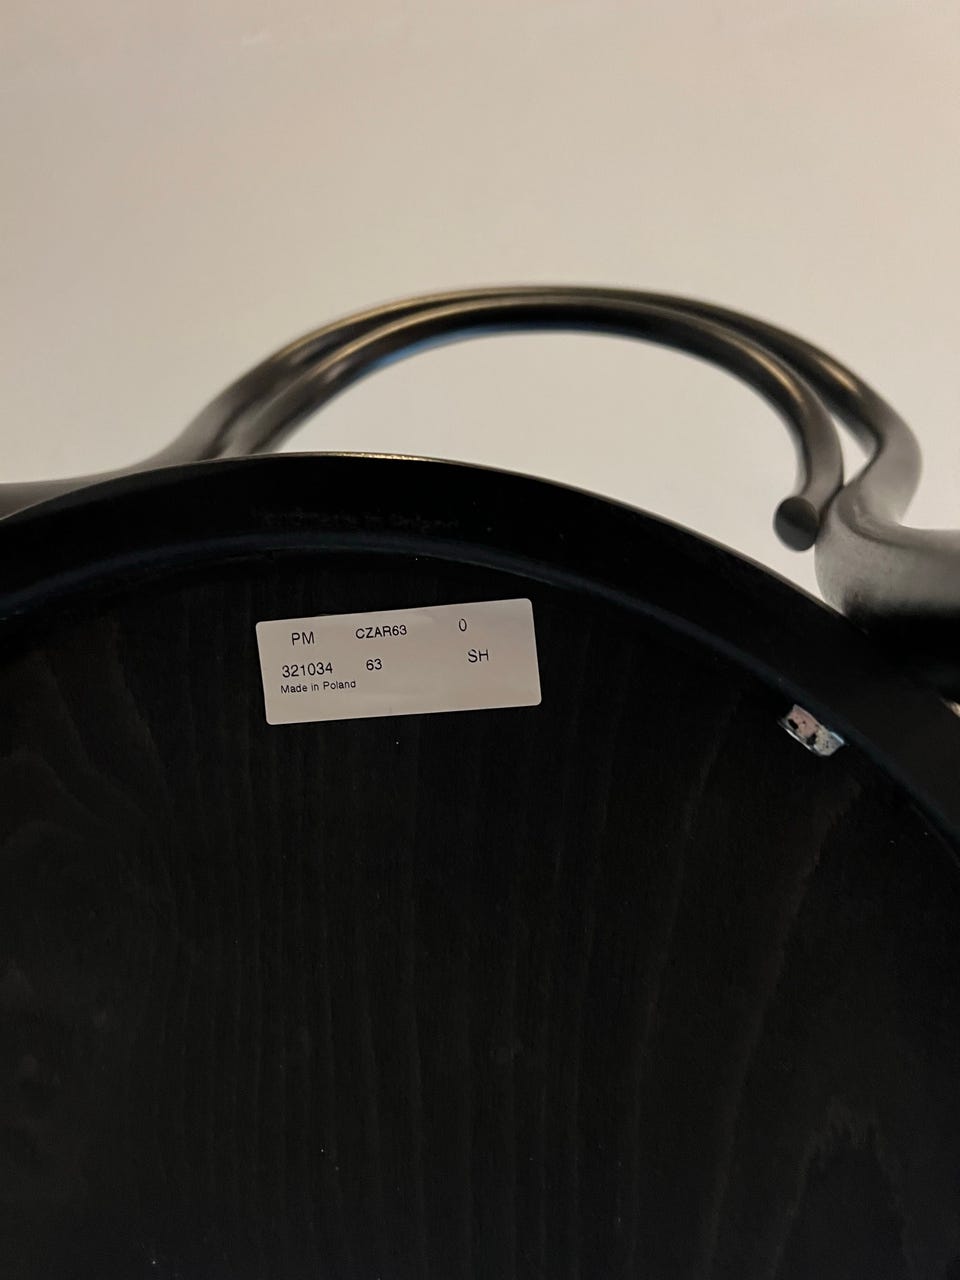 PM CZAR63 0
321034 63 SH
Made in Poland